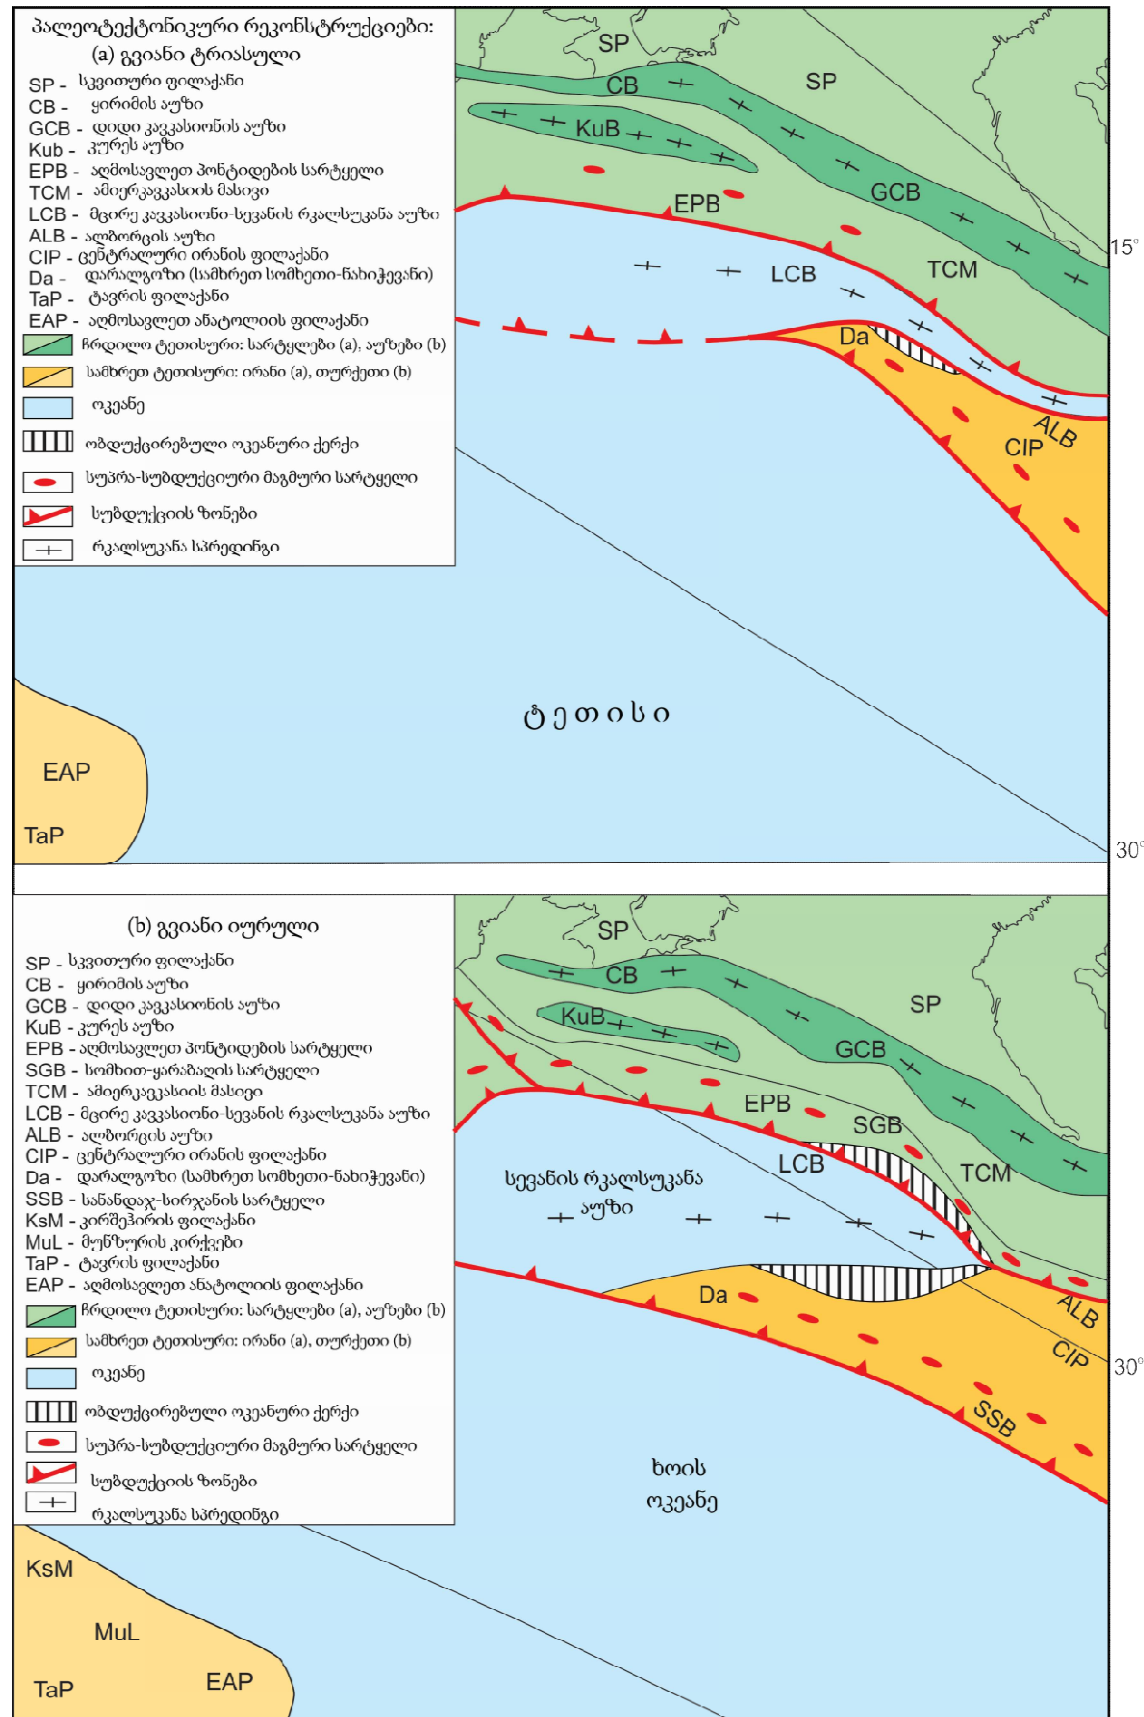 პალეოტექტონიკური რეკონსტრუქციები:
(a) გვიანი ტრიასული
SP - სკვითური ფილაქანი
CB - ყირიმის აუზი
GCB - დიდი კავკასიონის აუზი
Kub - კურეს აუზი
EPB - აღმოსავლეთ პონტიდების სარტყელი
TCM - ამიერკავკასიის მასივი
LCB - მცირე კავკასიონი-სევანის რკალსუკანა აუზი
ALB - ალბორცის აუზი
CIP - ცენტრალური ირანის ფილაქანი
Da - დარალგოზი (სამხრეთ სომხეთი-ნახიჭევანი)
TaP - ტავრის ფილაქანი
EAP - აღმოსავლეთ ანატოლიის ფილაქანი
ჩრდილო ტეთისური: სარტყლები (a), აუზები (b)
სამხრეთ ტეთისური: ირანი (a), თურქეთი (b)
ოკეანე
ობდუქცირებული ოკეანური ქერქი
სუპრა-სუბდუქციური მაგმური სარტყელი
სუბდუქციის ზონები
რკალსუკანა სპრედინგი
SP
SP
CB
KuB
GCB
EPB
TCM
LCB
15°
Da
ALB
CIP
ტეთისი
EAP
TaP
30°
(b) გვიანი იურული
SP - სკვითური ფილაქანი
CB - ყირიმის აუზი
GCB - დიდი კავკასიონის აუზი
KuB - კურეს აუზი
EPB - აღმოსავლეთ პონტიდების სარტყელი
SGB - სომხით-ყარაბაღის სარტყელი
TCM - ამიერკავკასიის მასივი
LCB - მცირე კავკასიონი-სევანის რკალსუკანა აუზი
ALB - ალბორცის აუზი
CIP - ცენტრალური ირანის ფილაქანი
Da - დარალგოზი (სამხრეთ სომხეთი-ნახიჭევანი)
SSB - სანანდაჯ-სირჯანის სარტყელი
KsM - კირშეჰირის ფილაქანი
MuL - მუნზურის კირქვები
TaP - ტავრის ფილაქანი
EAP - აღმოსავლეთ ანატოლიის ფილაქანი
ჩრდილო ტეთისური: სარტყლები (a), აუზები (b)
სამხრეთ ტეთისური: ირანი (a), თურქეთი (b)
ოკეანე
ობდუქცირებული ოკეანური ქერქი
სუპრა-სუბდუქციური მაგმური სარტყელი
სუბდუქციის ზონები
რკალსუკანა სპრედინგი
SP
CB
SP
KuB
GCB
EPB
SGB
LCB
TCM
სევანის რკალსუკანა
აუზი
Da
ALB
CIP
30°
SSB
ხოის
ოკეანე
KsM
MuL
TaP
EAP